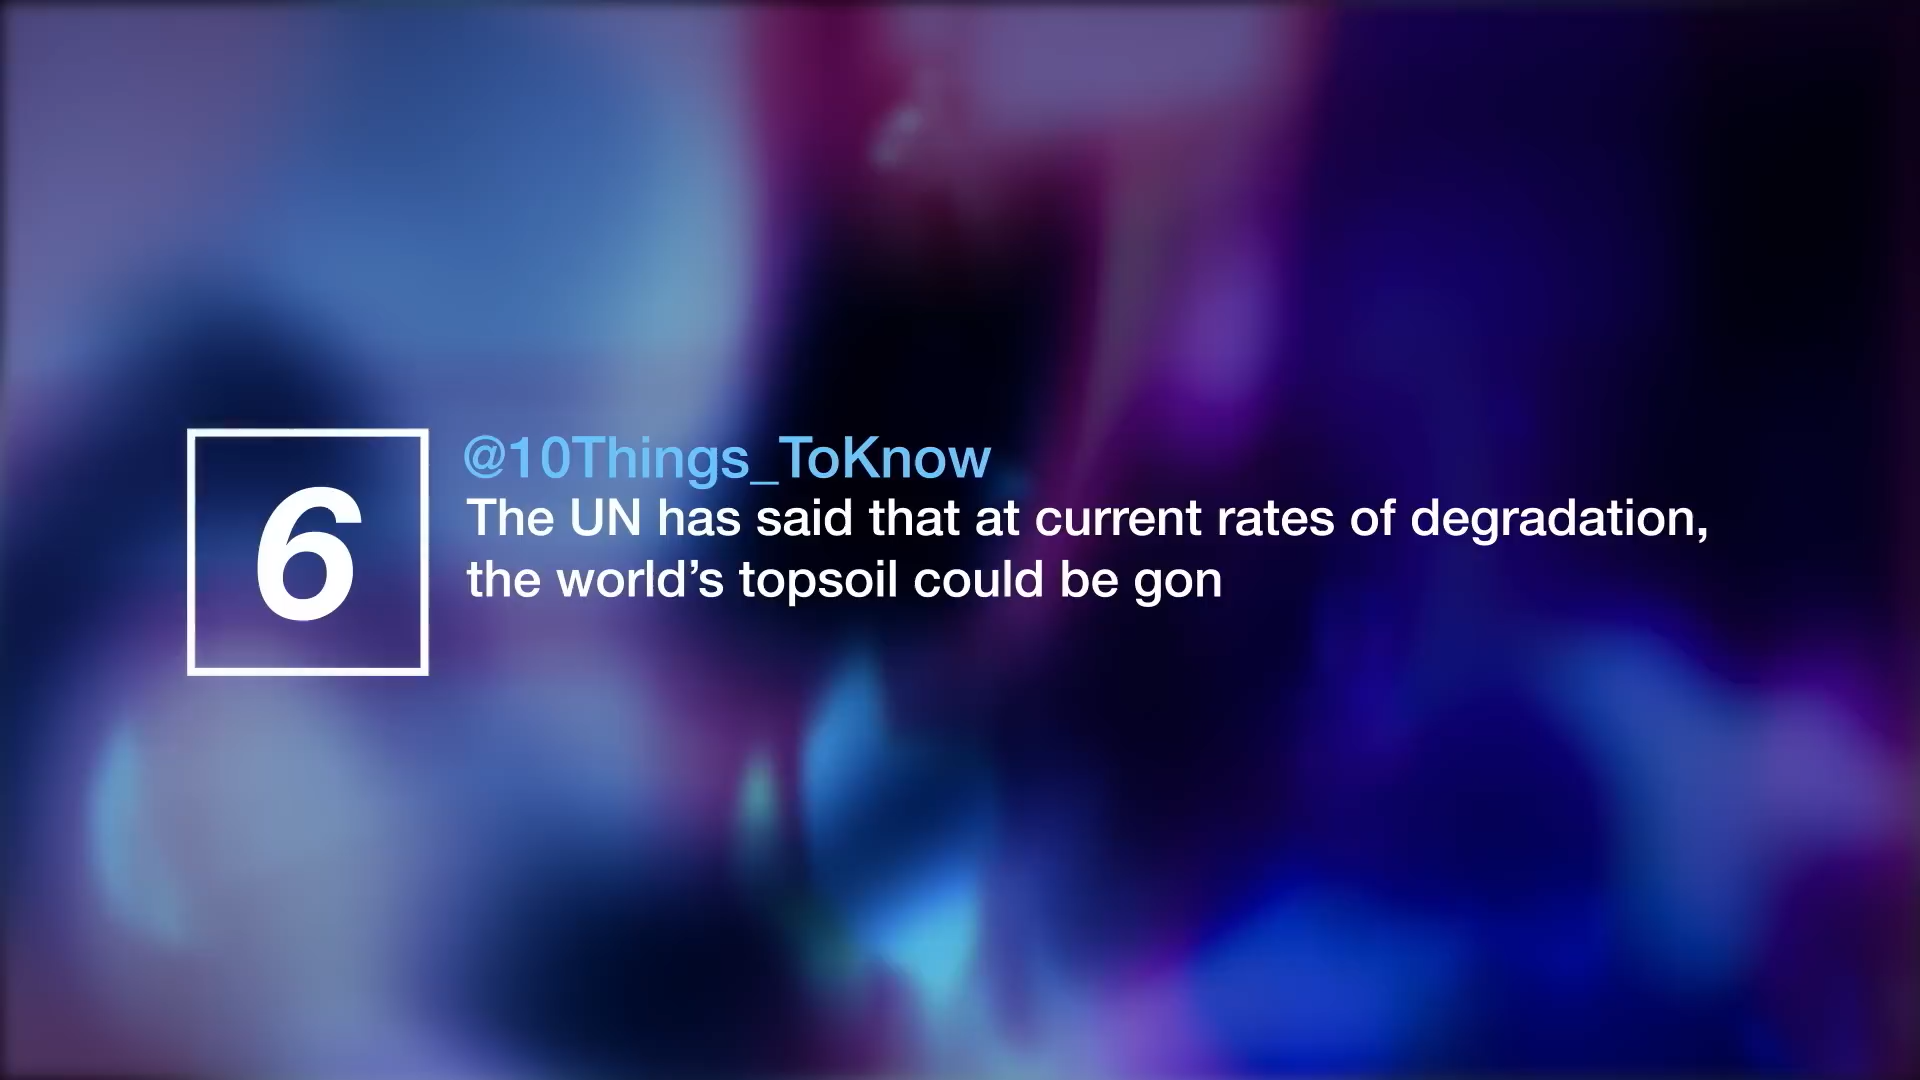 6
@10Things_ToKnow
The UN has said that at current rates of degradation,
the world’s topsoil could be gon